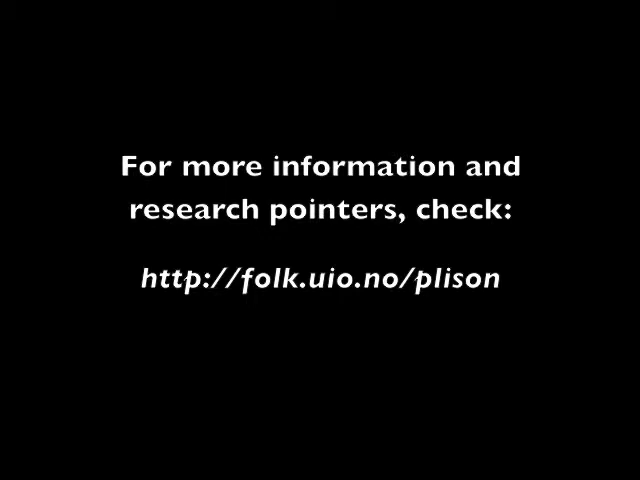 For more information and
research pointers, check:
http://folk.uio.no/plison